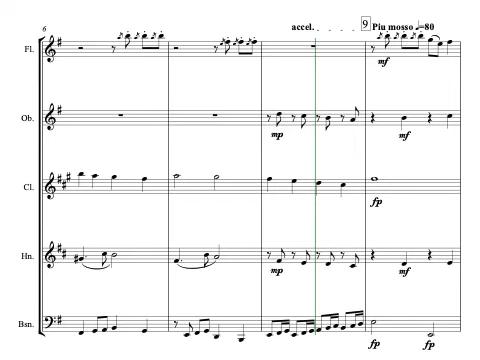 6
accel.
9
Piu mosso ♩=80
Fl.
mf
Ob.
mp
mf
Cl.
fp
Hn.
mp
mf
Bsn.
fp
fp